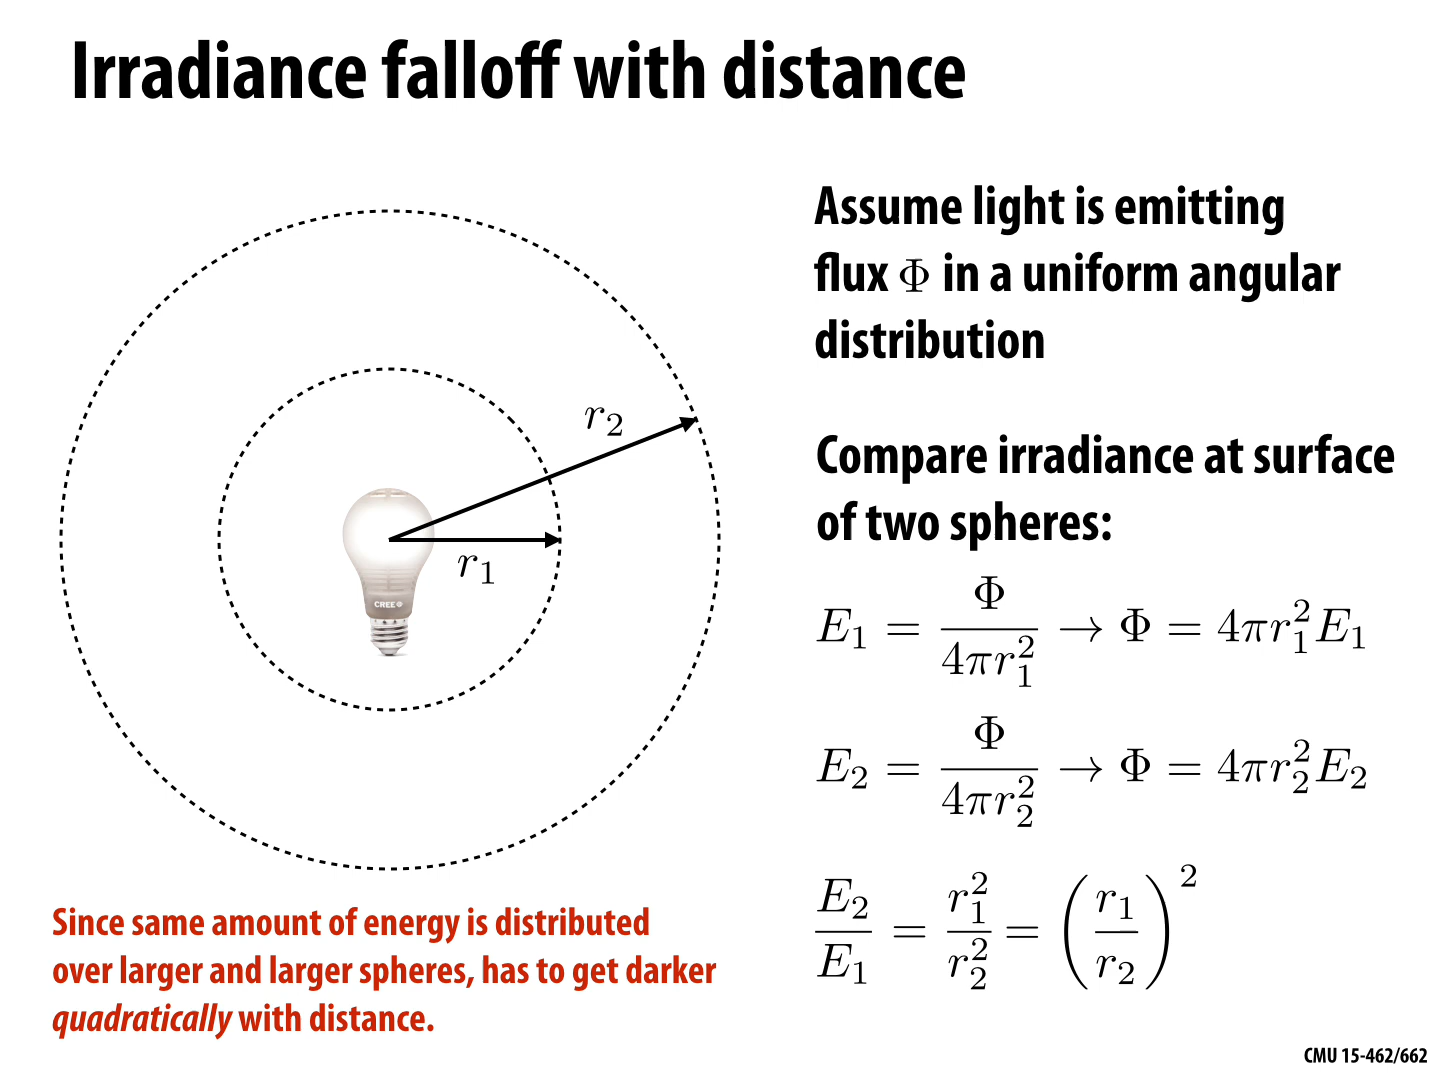 Irradiance falloff with distance
Assume light is emitting
flux Φ in a uniform angular
distribution
r₂
r₁
CREE
Compare irradiance at surface
of two spheres:
E₁ = Φ / 4πr₁² → Φ = 4πr₁²E₁
E₂ = Φ / 4πr₂² → Φ = 4πr₂²E₂
E₂ / E₁ = r₁² / r₂² = (r₁ / r₂)²
Since same amount of energy is distributed
over larger and larger spheres, has to get darker
quadratically with distance.
CMU 15-462/662